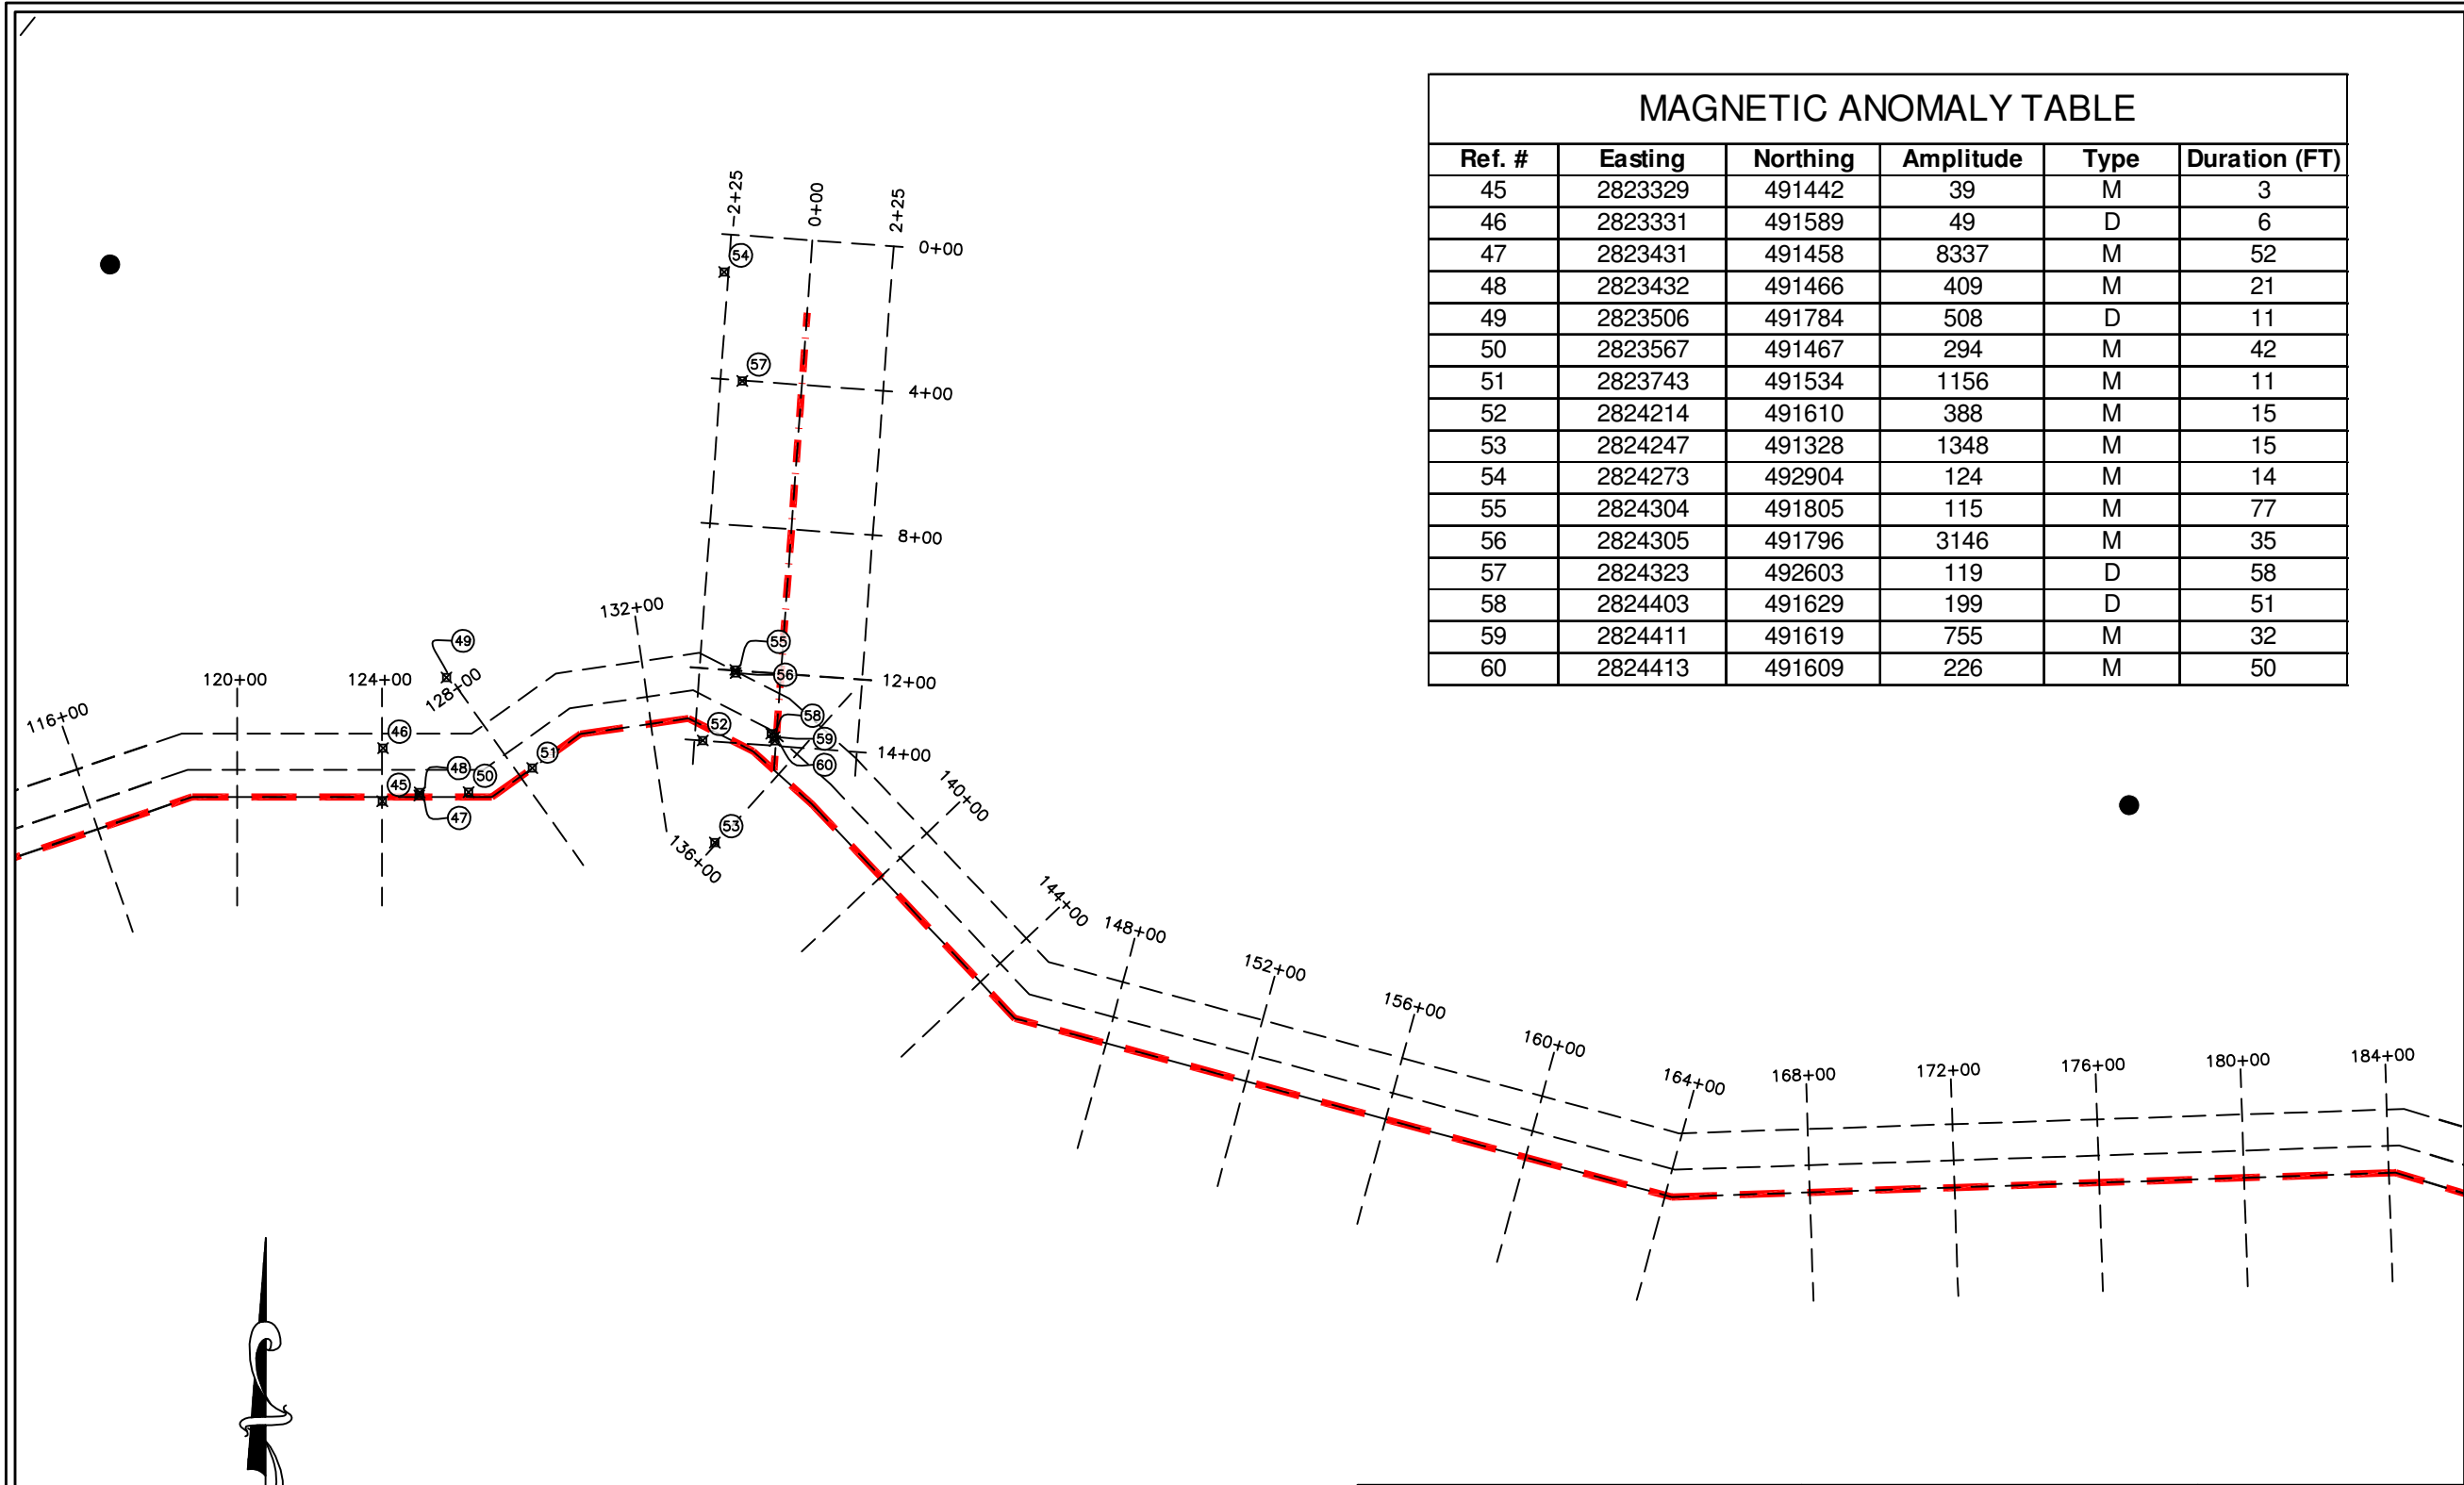 MAGNETIC ANOMALY TABLE
Ref. # Easting Northing Amplitude Type Duration (FT)
45 2823329 491442 39 M 3
46 2823331 491589 49 D 6
47 2823431 491458 8337 M 52
48 2823432 491466 409 M 21
49 2823506 491784 508 D 11
50 2823567 491467 294 M 42
51 2823743 491534 1156 M 11
52 2824214 491610 388 M 15
53 2824247 491328 1348 M 15
54 2824273 492904 124 M 14
55 2824304 491805 115 M 77
56 2824305 491796 3146 M 35
57 2824323 492603 119 D 58
58 2824403 491629 199 D 51
59 2824411 491619 755 M 32
60 2824413 491609 226 M 50
-2+25
0+00
2+25
0+00
54
57
4+00
8+00
132+00
49
55
56
12+00
120+00
124+00
128+00
116+00
46
52
58
59
14+00
51
60
48
50
45
47
53
136+00
140+00
144+00
148+00
152+00
156+00
160+00
164+00
168+00
172+00
176+00
180+00
184+00